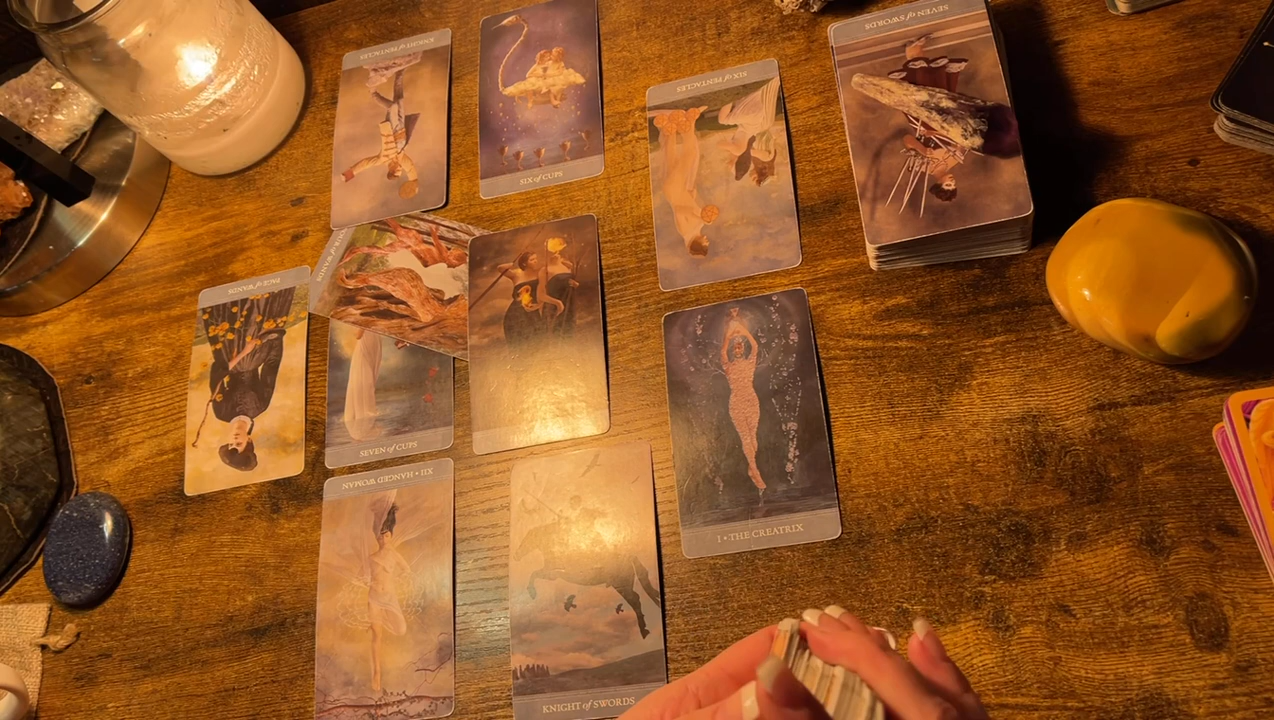 KNIGHT of PENTACLES
SIX of CUPS
SIX of PENTACLES
SEVEN of SWORDS
PAGE of WANDS
SEVEN of CUPS
XII • HANGED WOMAN
I • THE CREATRIX
KNIGHT of SWORDS